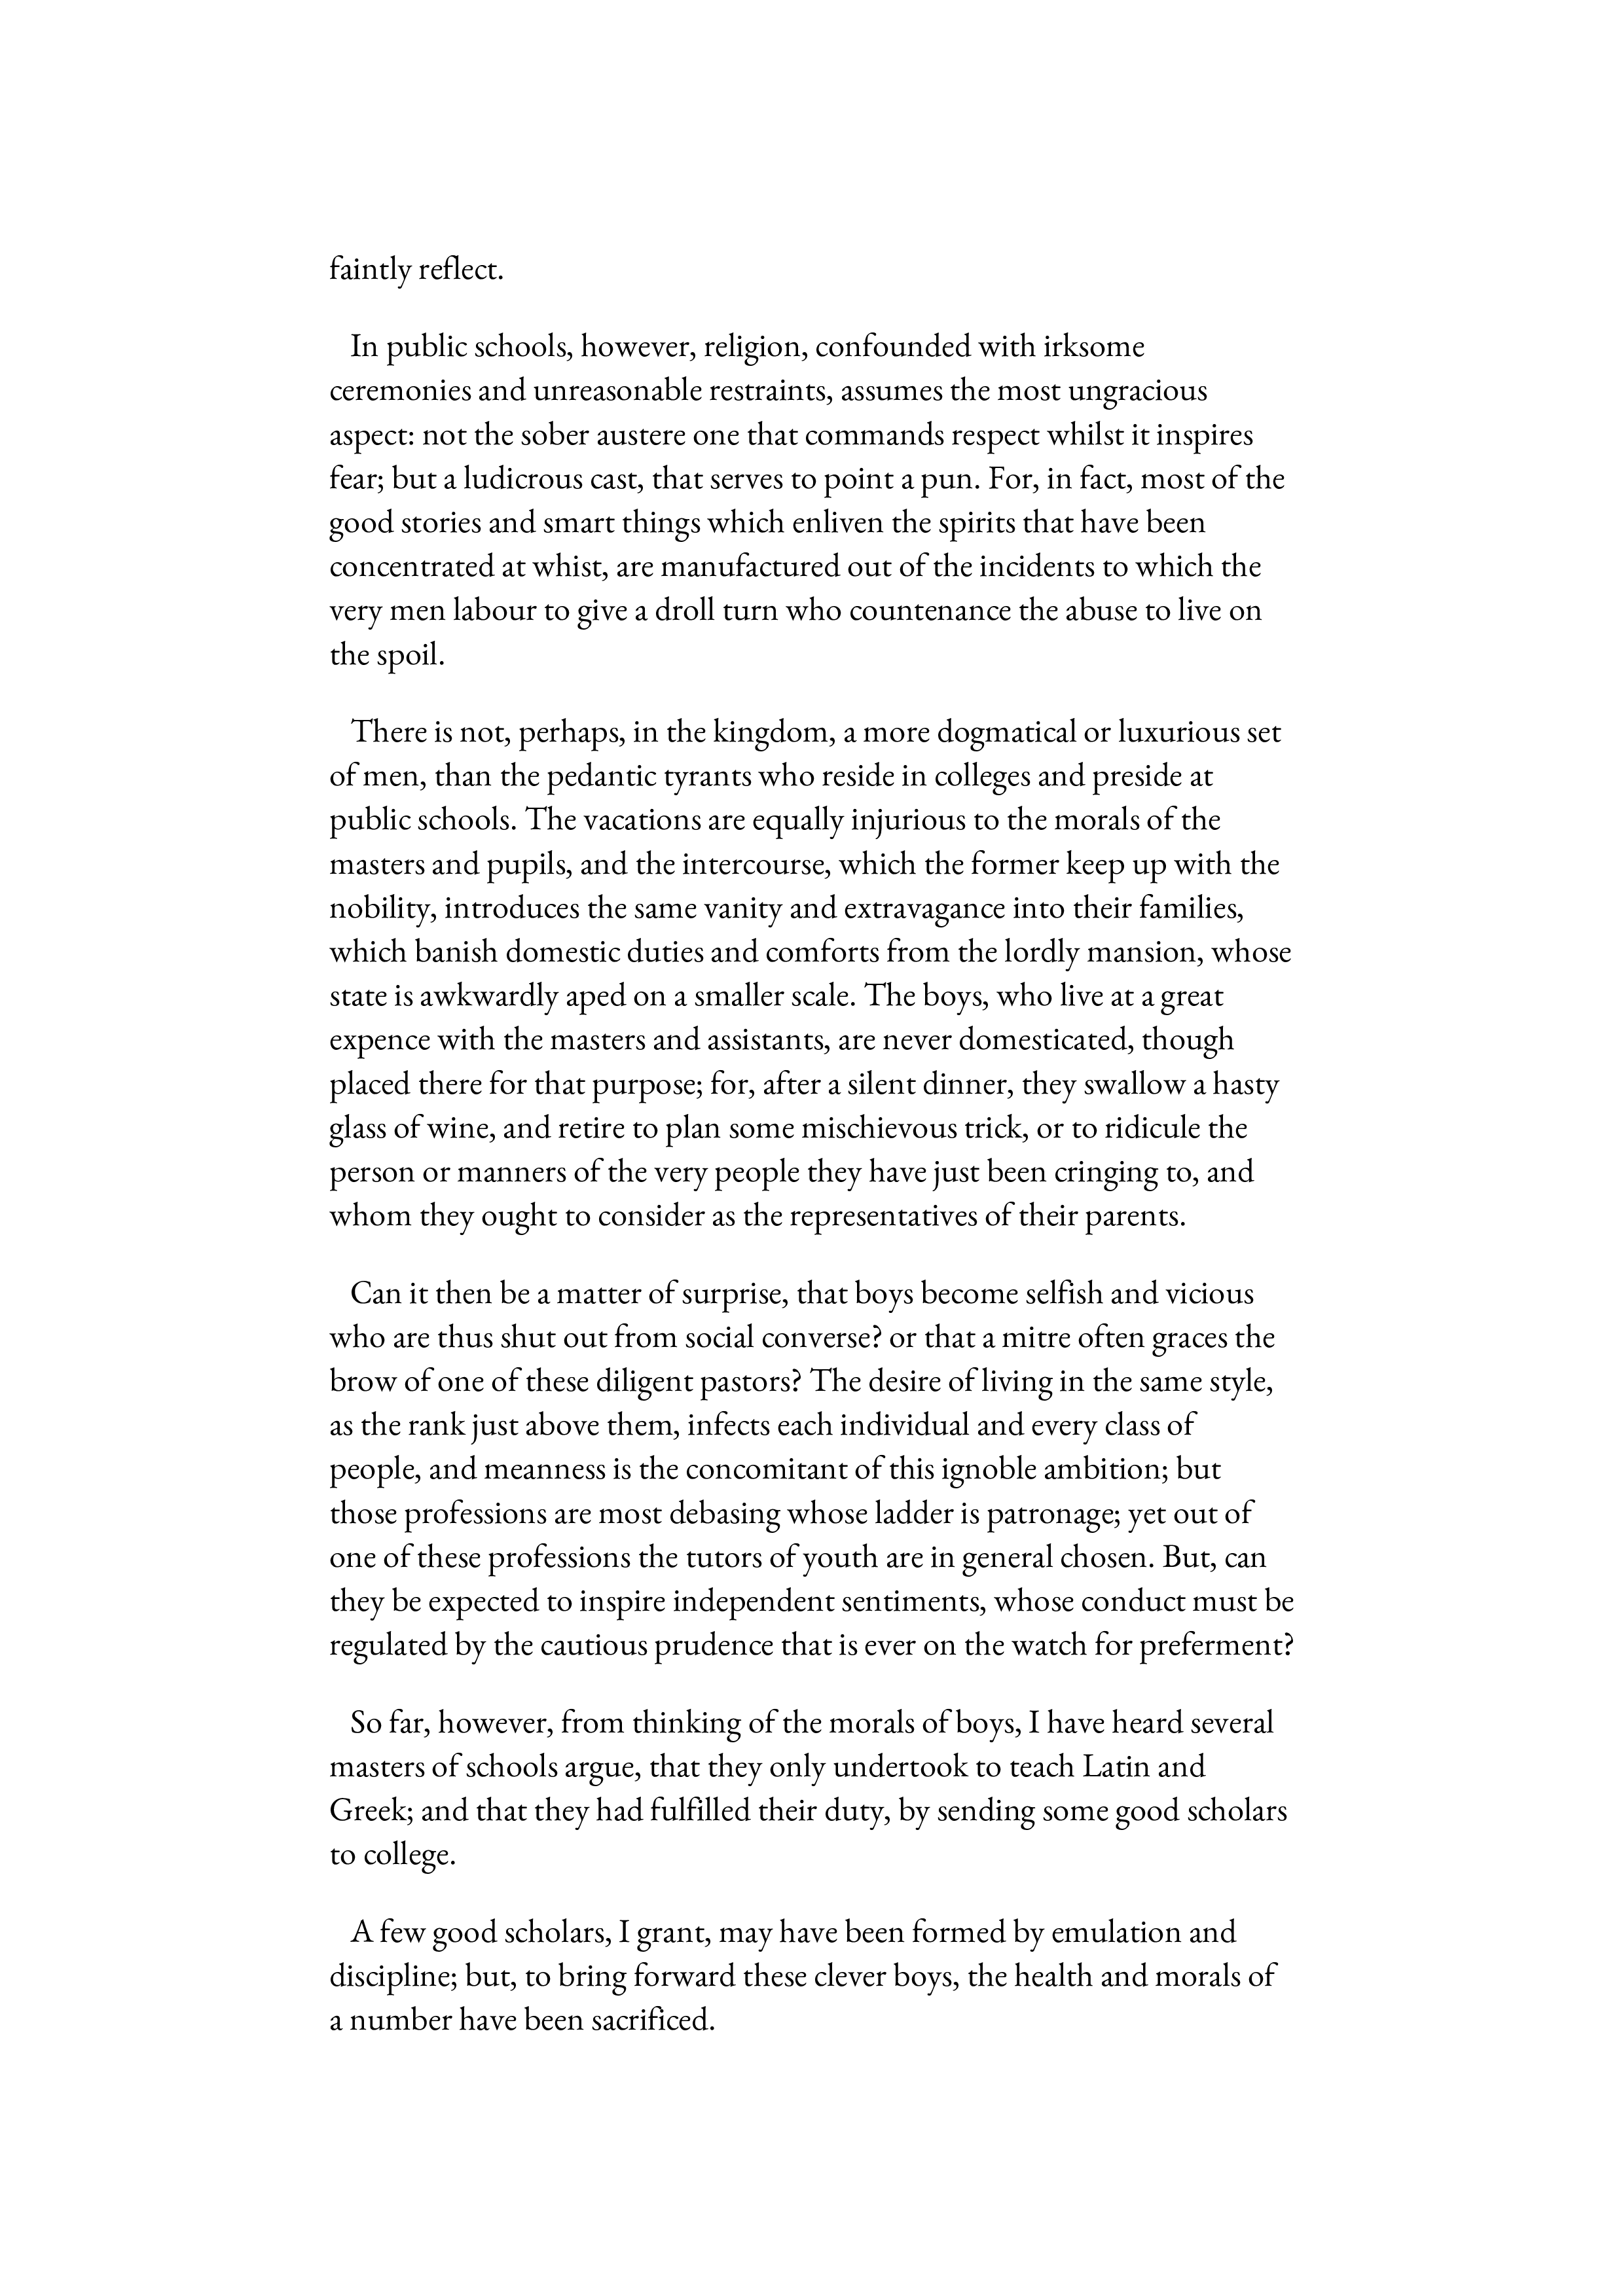 faintly reflect.
In public schools, however, religion, confounded with irksome
ceremonies and unreasonable restraints, assumes the most ungracious
aspect: not the sober austere one that commands respect whilst it inspires
fear; but a ludicrous cast, that serves to point a pun. For, in fact, most of the
good stories and smart things which enliven the spirits that have been
concentrated at whist, are manufactured out of the incidents to which the
very men labour to give a droll turn who countenance the abuse to live on
the spoil.
There is not, perhaps, in the kingdom, a more dogmatical or luxurious set
of men, than the pedantic tyrants who reside in colleges and preside at
public schools. The vacations are equally injurious to the morals of the
masters and pupils, and the intercourse, which the former keep up with the
nobility, introduces the same vanity and extravagance into their families,
which banish domestic duties and comforts from the lordly mansion, whose
state is awkwardly aped on a smaller scale. The boys, who live at a great
expence with the masters and assistants, are never domesticated, though
placed there for that purpose; for, after a silent dinner, they swallow a hasty
glass of wine, and retire to plan some mischievous trick, or to ridicule the
person or manners of the very people they have just been cringing to, and
whom they ought to consider as the representatives of their parents.
Can it then be a matter of surprise, that boys become selfish and vicious
who are thus shut out from social converse? or that a mitre often graces the
brow of one of these diligent pastors? The desire of living in the same style,
as the rank just above them, infects each individual and every class of
people, and meanness is the concomitant of this ignoble ambition; but
those professions are most debasing whose ladder is patronage; yet out of
one of these professions the tutors of youth are in general chosen. But, can
they be expected to inspire independent sentiments, whose conduct must be
regulated by the cautious prudence that is ever on the watch for preferment?
So far, however, from thinking of the morals of boys, I have heard several
masters of schools argue, that they only undertook to teach Latin and
Greek; and that they had fulfilled their duty, by sending some good scholars
to college.
A few good scholars, I grant, may have been formed by emulation and
discipline; but, to bring forward these clever boys, the health and morals of
a number have been sacrificed.